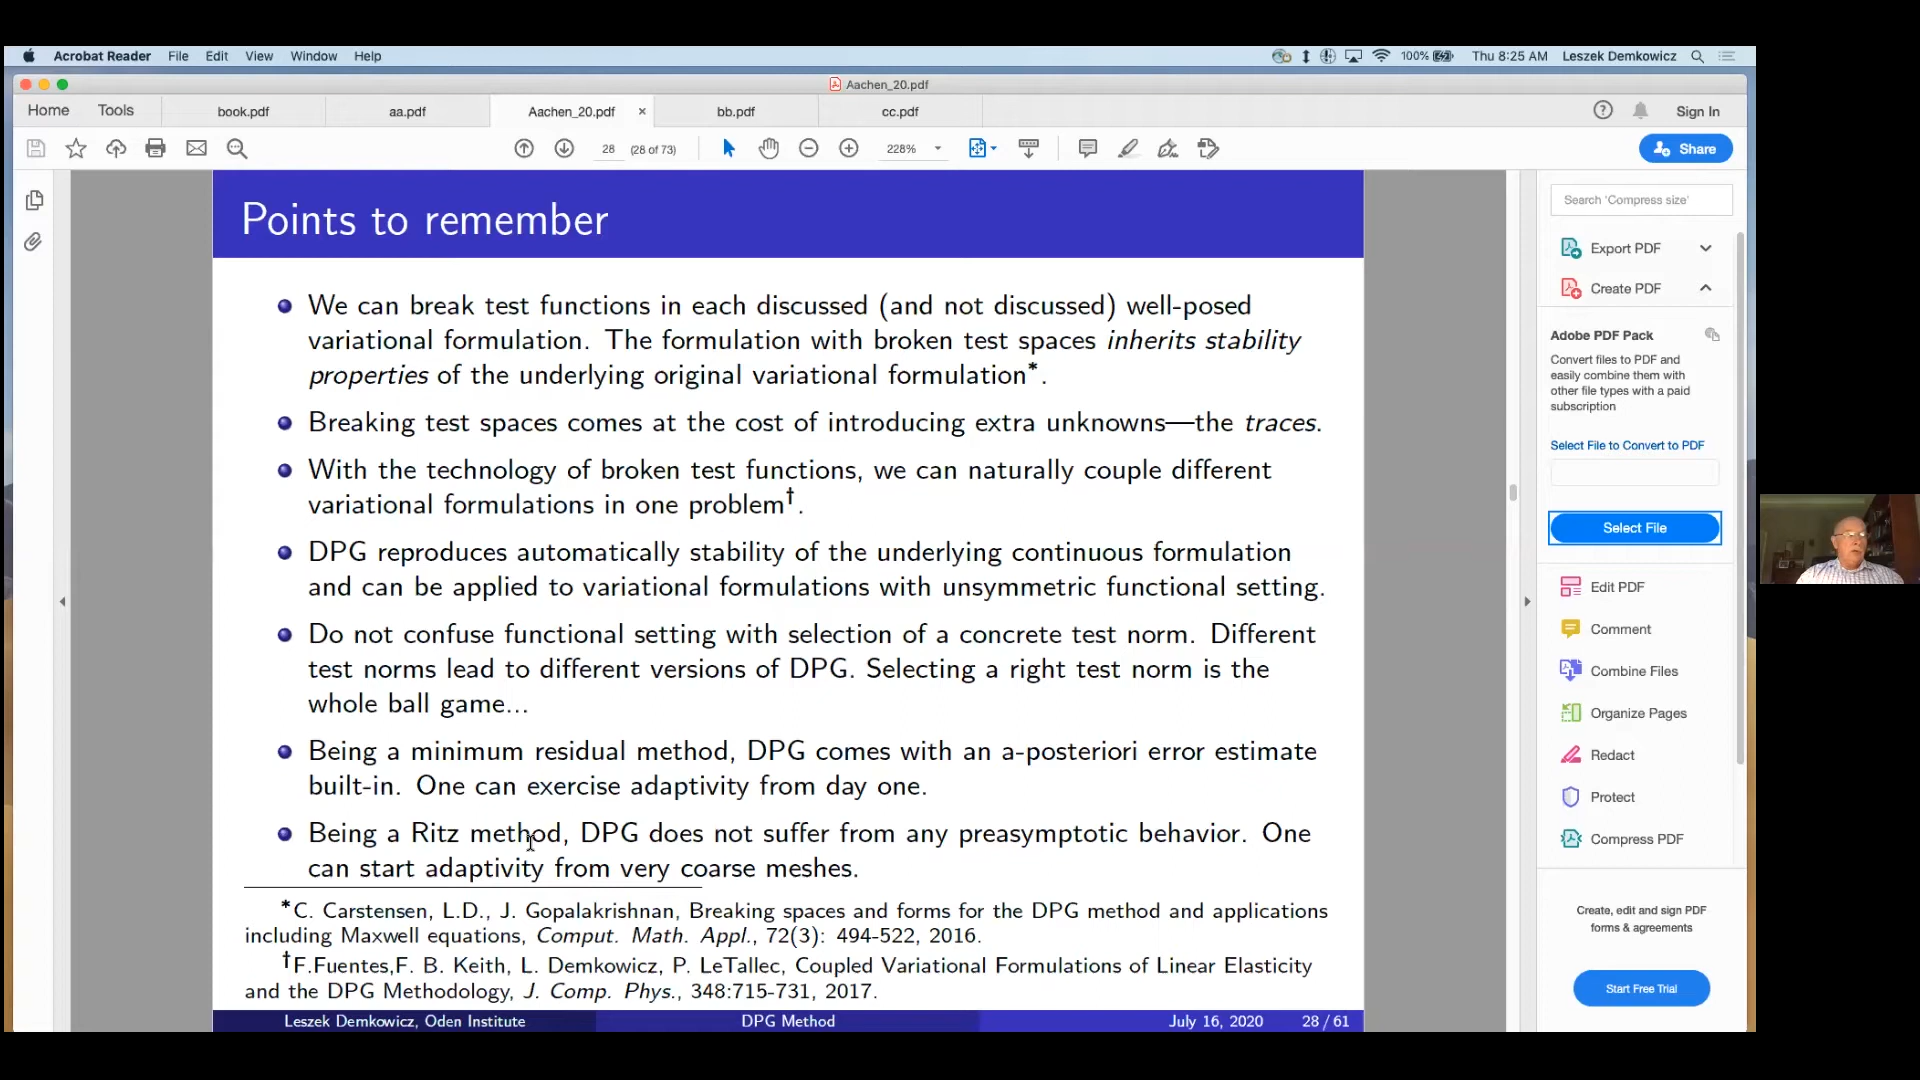 Acrobat Reader File Edit View Window Help 100% Thu 8:25 AM Leszek Demkowicz
Aachen_20.pdf
Home Tools book.pdf aa.pdf Aachen_20.pdf × bb.pdf cc.pdf Sign In
28 (28 of 73) 228% Share
Points to remember
We can break test functions in each discussed (and not discussed) well-posed
variational formulation. The formulation with broken test spaces inherits stability
properties of the underlying original variational formulation*.
Breaking test spaces comes at the cost of introducing extra unknowns—the traces.
With the technology of broken test functions, we can naturally couple different
variational formulations in one problem†.
DPG reproduces automatically stability of the underlying continuous formulation
and can be applied to variational formulations with unsymmetric functional setting.
Do not confuse functional setting with selection of a concrete test norm. Different
test norms lead to different versions of DPG. Selecting a right test norm is the
whole ball game...
Being a minimum residual method, DPG comes with an a-posteriori error estimate
built-in. One can exercise adaptivity from day one.
Being a Ritz method, DPG does not suffer from any preasymptotic behavior. One
can start adaptivity from very coarse meshes.
*C. Carstensen, L.D., J. Gopalakrishnan, Breaking spaces and forms for the DPG method and applications
including Maxwell equations, Comput. Math. Appl., 72(3): 494-522, 2016.
†F.Fuentes,F. B. Keith, L. Demkowicz, P. LeTallec, Coupled Variational Formulations of Linear Elasticity
and the DPG Methodology, J. Comp. Phys., 348:715-731, 2017.
Leszek Demkowicz, Oden Institute DPG Method July 16, 2020 28 / 61
Search 'Compress size'
Export PDF
Create PDF
Adobe PDF Pack
Convert files to PDF and
easily combine them with
other file types with a paid
subscription
Select File to Convert to PDF
Select File
Edit PDF
Comment
Combine Files
Organize Pages
Redact
Protect
Compress PDF
Create, edit and sign PDF
forms & agreements
Start Free Trial